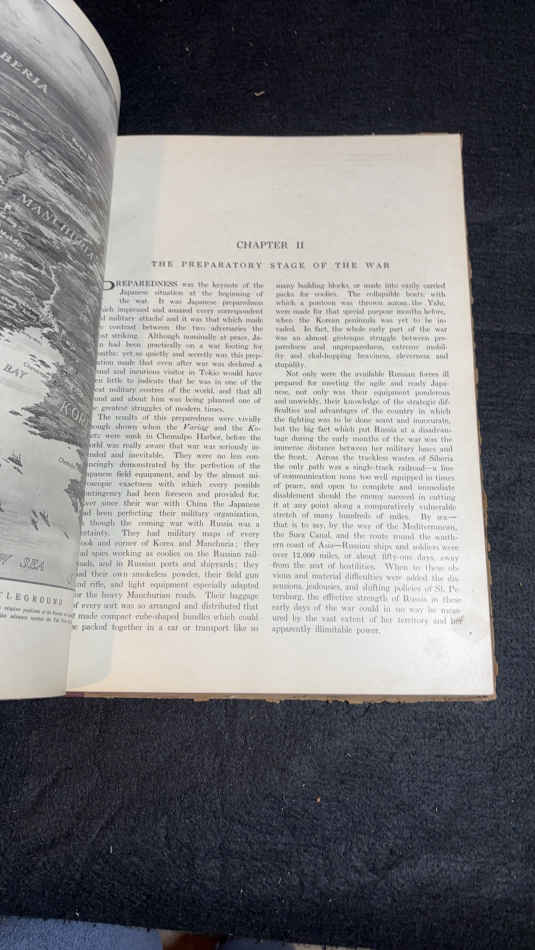 BERIA
MANCHURIA
BAY
SEA
TLEGROUND
CHAPTER II
THE PREPARATORY STAGE OF THE WAR
PREPAREDNESS was the keynote of the
Japanese situation at the beginning of
the war. It was Japanese preparedness
which impressed and amazed every correspondent
military attaché and it was that which made
contrast between the two adversaries the
most striking. Although nominally at peace, Ja-
had been practically on a war footing for
months; yet so quietly and secretly was this prep-
aration made that even after war was declared a
and incurious visitor in Tokio would have
little to indicate that he was in one of the
military centres of the world, and that all
and about him was being planned one of
greatest struggles of modern times.
The results of this preparedness were vividly
enough shown when the Variag and the Ko-
were sunk in Chemulpo Harbor, before the
world was really aware that war was seriously in-
tended and inevitable. They were no less con-
vincingly demonstrated by the perfection of the
Japanese field equipment, and by the almost mi-
croscopic exactness with which every possible
contingency had been foreseen and provided for.
Ever since their war with China the Japanese
had been perfecting their military organization,
though the coming war with Russia was a
certainty. They had military maps of every
nook and corner of Korea and Manchuria; they
had spies working as coolies on the Russian rail-
roads, and in Russian ports and shipyards; they
had their own smokeless powder, their field gun
and rifle, and light equipment especially adapted
for the heavy Manchurian roads. Their baggage
of every sort was so arranged and distributed that
it made compact cube-shaped bundles which could
be packed together in a car or transport like so
many building blocks, or made into easily carried
packs for coolies. The collapsible boats with
which a pontoon was thrown across the Yalu,
were made for that special purpose months before,
when the Korean peninsula was yet to be in-
vaded. In fact, the whole early part of the war
was an almost grotesque struggle between pre-
paredness and unpreparedness, extreme mobil-
ity and clod-hopping heaviness, cleverness and
stupidity.
Not only were the available Russian forces ill
prepared for meeting the agile and ready Japa-
nese, not only was their equipment ponderous
and unwieldy, their knowledge of the strategic dif-
ficulties and advantages of the country in which
the fighting was to be done scant and inaccurate,
but the big fact which put Russia at a disadvan-
tage during the early months of the war was the
immense distance between her military bases and
the front. Across the trackless wastes of Siberia
the only path was a single-track railroad—a line
of communication none too well equipped in times
of peace, and open to complete and immediate
disablement should the enemy succeed in cutting
it at any point along a comparatively vulnerable
stretch of many hundreds of miles. By sea—
that is to say, by the way of the Mediterranean,
the Suez Canal, and the route round the south-
ern coast of Asia—Russian ships and soldiers were
over 12,000 miles, or about fifty-one days, away
from the seat of hostilities. When to these ob-
vious and material difficulties were added the dis-
sensions, jealousies, and shifting policies of St. Pe-
tersburg, the effective strength of Russia in these
early days of the war could in no way be meas-
ured by the vast extent of her territory and her
apparently illimitable power.